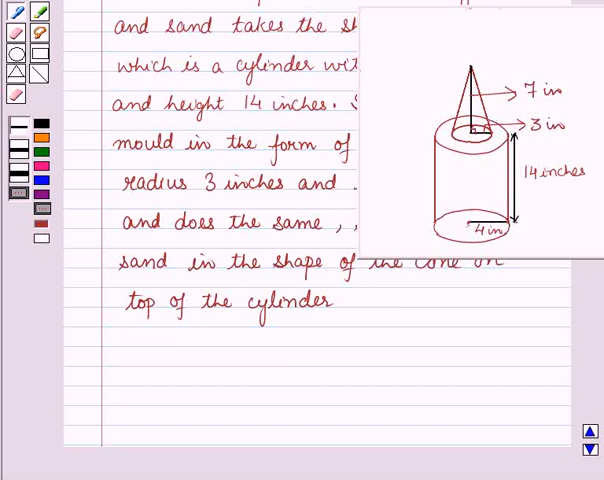 and sand takes the sh
which is a cylinder wit
and height 14 inches.
mould in the form of
radius 3 inches and
and does the same,
sand in the shape of the cone on
top of the cylinder
7 in
3 in
14 inches
4 in